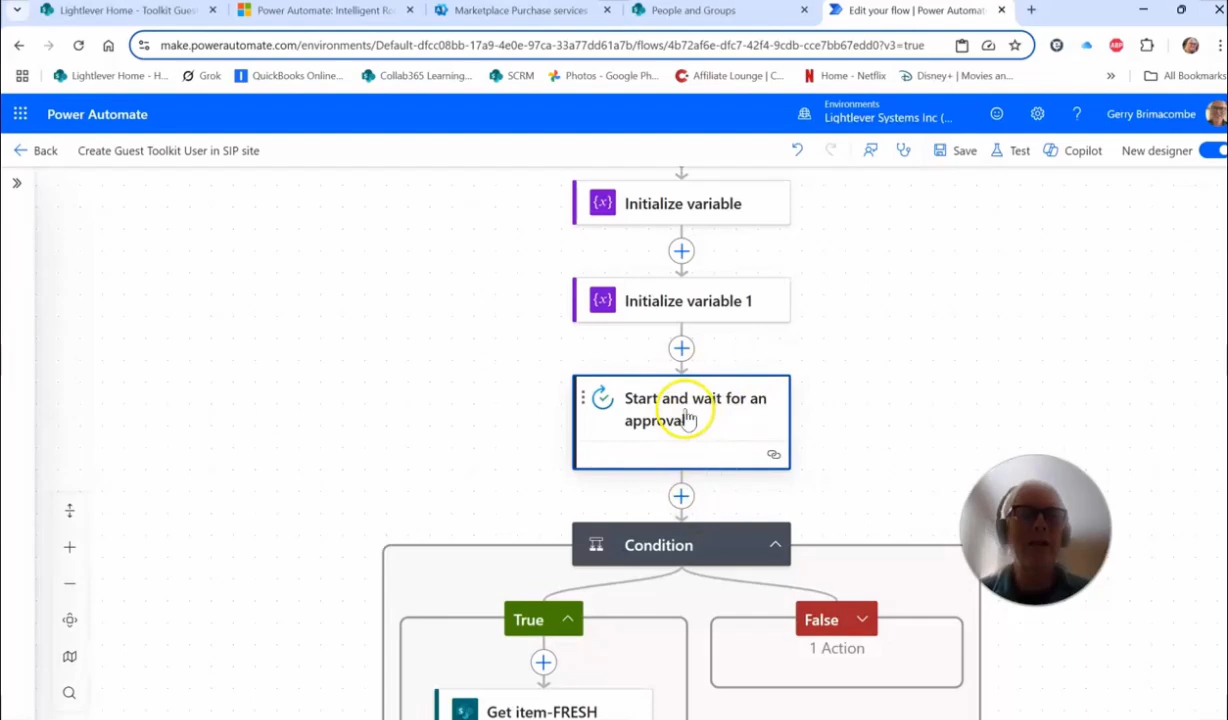 Lightlever Home - Toolkit Guest
Power Automate: Intelligent Ro
Marketplace Purchase services
People and Groups
Edit your flow | Power Automate
make.powerautomate.com/environments/Default-dfcc08bb-17a9-4e0e-97ca-33a77dd61a7b/flows/4b72af6e-dfc7-42f4-9cdb-cce7bb67edd0?v3=true
Lightlever Home - H...
Grok
QuickBooks Online...
Collab365 Learning...
SCRM
Photos - Google Ph...
Affiliate Lounge | C...
Home - Netflix
Disney+ | Movies an...
All Bookmarks
Power Automate
Environments
Lightlever Systems Inc (...
Gerry Brimacombe
Back
Create Guest Toolkit User in SIP site
Save
Test
Copilot
New designer
Initialize variable
Initialize variable 1
Start and wait for an
approval
Condition
True
False
1 Action
Get item-FRESH